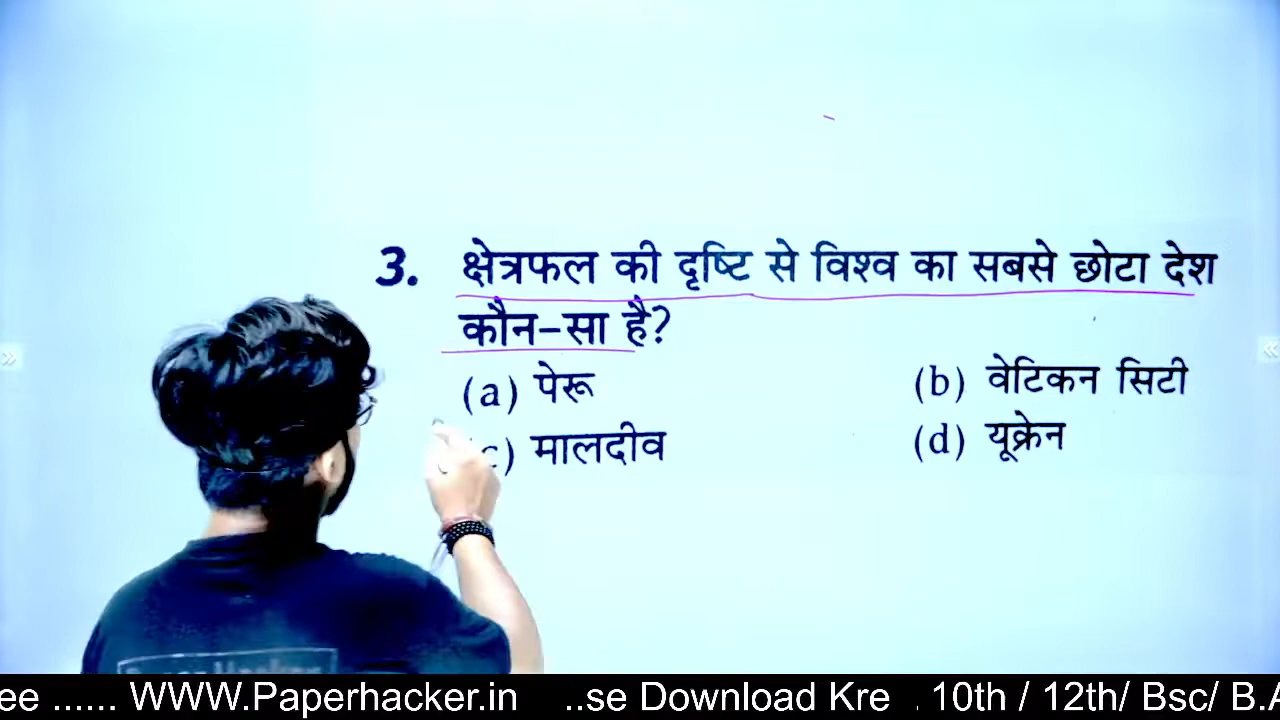 3. क्षेत्रफल की दृष्टि से विश्व का सबसे छोटा देश
कौन-सा है?
(a) पेरू (b) वेटिकन सिटी
c) मालदीव (d) यूक्रेन
ee ...... WWW.Paperhacker.in ..se Download Kre . 10th / 12th/ Bsc/ B.A